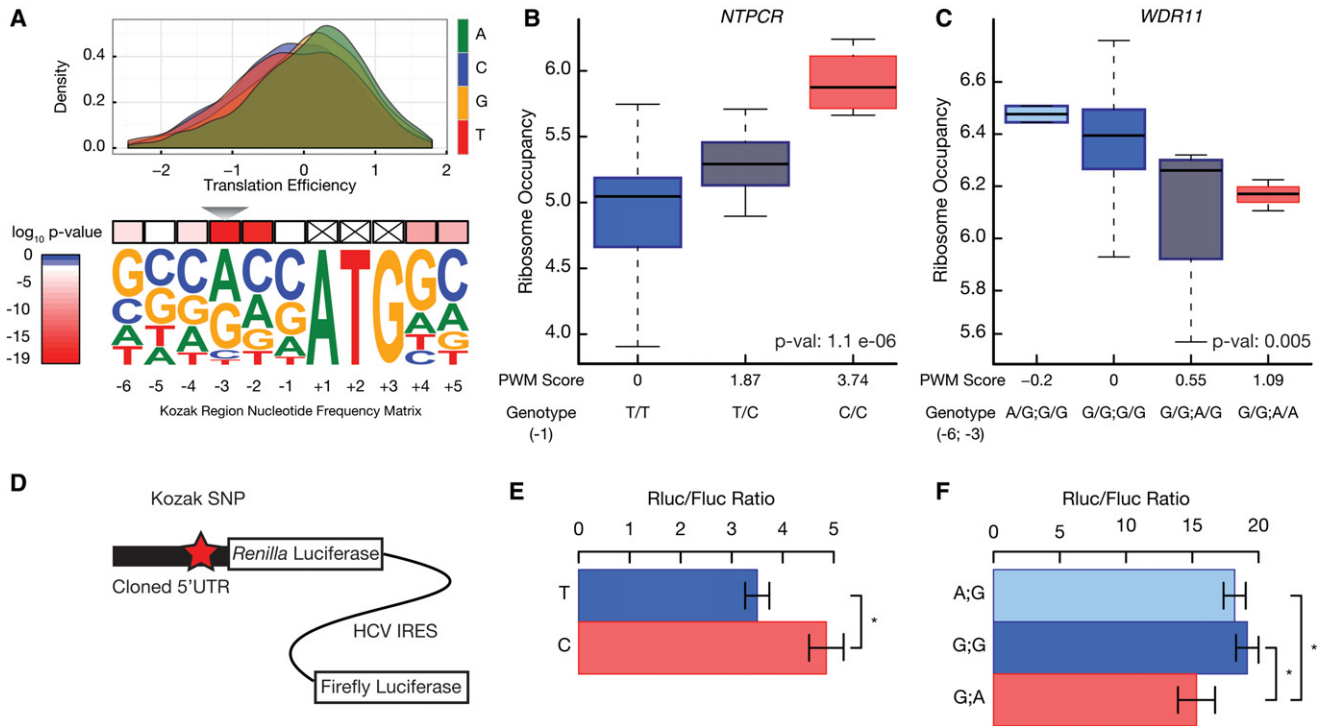 A
Density
0.4
0.2
0.0
−2 −1 0 1 2
Translation Efficiency
A
C
G
T
log10 p-value
0
-5
-10
-15
-19
G C C A C C A T G G C
C G G G A G A A
A T A C G A T G
T A T T T T C T
-6 -5 -4 -3 -2 -1 +1 +2 +3 +4 +5
Kozak Region Nucleotide Frequency Matrix
B
NTPCR
Ribosome Occupancy
6.0
5.5
5.0
4.5
4.0
p-val: 1.1 e-06
PWM Score 0 1.87 3.74
Genotype T/T T/C C/C
(-1)
C
WDR11
Ribosome Occupancy
6.6
6.4
6.2
6.0
5.8
5.6
p-val: 0.005
PWM Score −0.2 0 0.55 1.09
Genotype A/G;G/G G/G;G/G G/G;A/G G/G;A/A
(-6; -3)
D
Kozak SNP
Renilla Luciferase
Cloned 5'UTR
HCV IRES
Firefly Luciferase
E
Rluc/Fluc Ratio
0 1 2 3 4 5
T
C
*
F
Rluc/Fluc Ratio
0 5 10 15 20
A;G
G;G
G;A
*
*